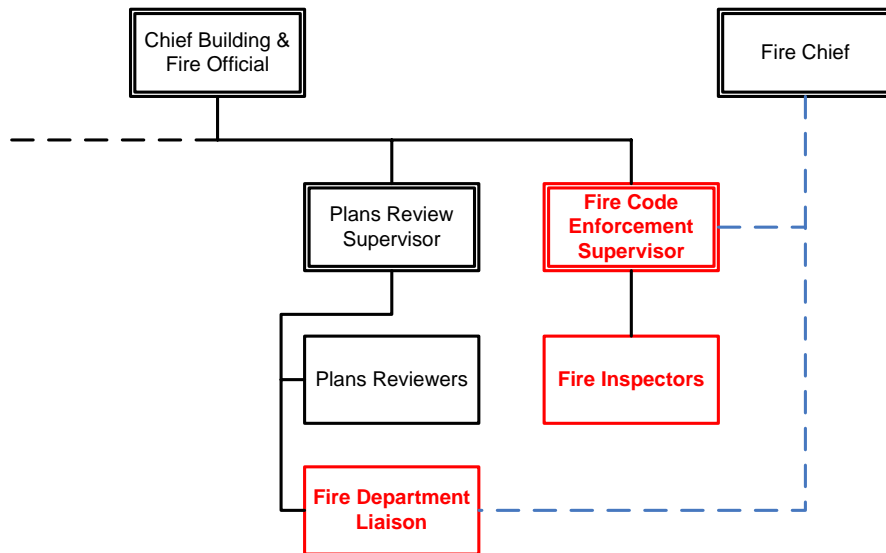 Chief Building &
Fire Official
Fire Chief
Plans Review
Supervisor
Fire Code
Enforcement
Supervisor
Plans Reviewers
Fire Inspectors
Fire Department
Liaison